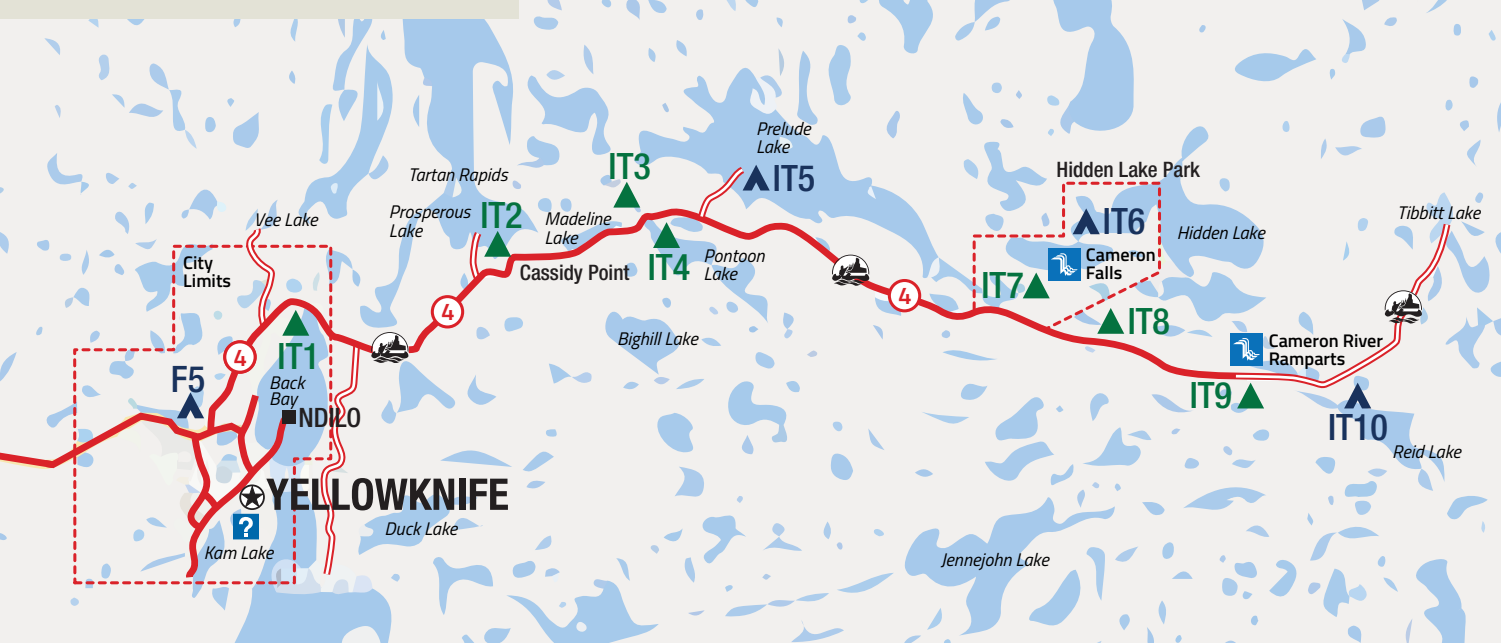 Prelude
Lake
IT3
IT5
Hidden Lake Park
Tartan Rapids
Vee Lake
Prosperous
Lake
IT2
Madeline
Lake
IT6
Tibbitt Lake
Hidden Lake
City
Limits
Cassidy Point
IT4
Pontoon
Lake
Cameron
Falls
IT7
4
4
IT8
4
IT1
Bighill Lake
Cameron River
Ramparts
F5
Back
Bay
IT9
NDILO
IT10
Reid Lake
YELLOWKNIFE
?
Duck Lake
Kam Lake
Jennejohn Lake